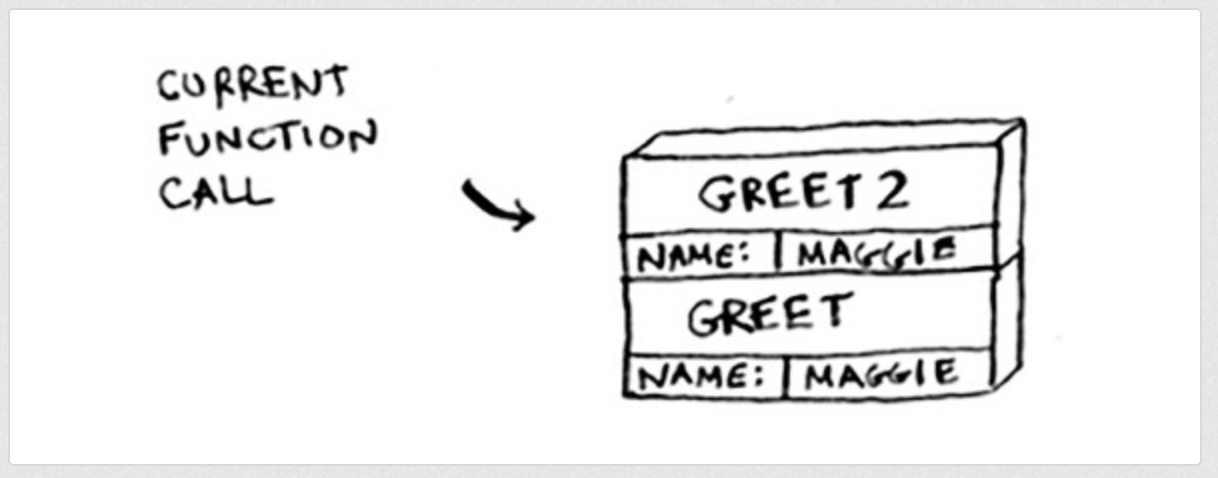 CURRENT
FUNCTION
CALL
GREET 2
NAME: MAGGIE
GREET
NAME: MAGGIE